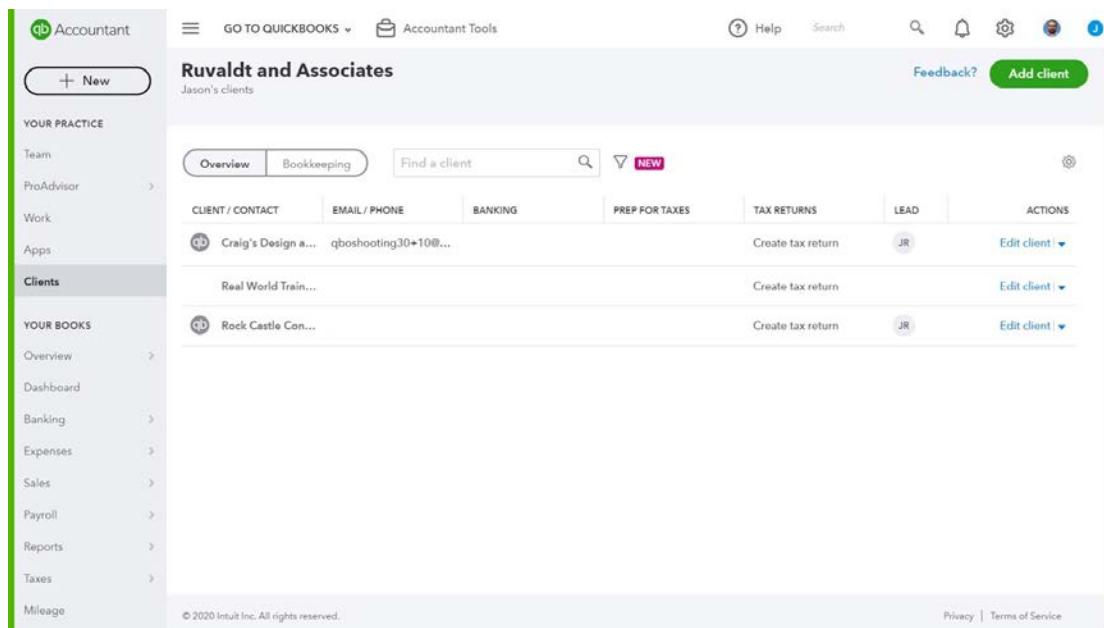 qb Accountant
GO TO QUICKBOOKS
Accountant Tools
Help
Search
J
+ New
Ruvaldt and Associates
Jason's clients
Feedback?
Add client
YOUR PRACTICE
Team
ProAdvisor
Work
Apps
Clients
YOUR BOOKS
Overview
Dashboard
Banking
Expenses
Sales
Payroll
Reports
Taxes
Mileage
Overview
Bookkeeping
Find a client
NEW
CLIENT / CONTACT EMAIL / PHONE BANKING PREP FOR TAXES TAX RETURNS LEAD ACTIONS
qb Craig's Design a... qboshooting30+10@... Create tax return JR Edit client
Real World Train... Create tax return Edit client
qb Rock Castle Con... Create tax return JR Edit client
© 2020 Intuit Inc. All rights reserved.
Privacy | Terms of Service